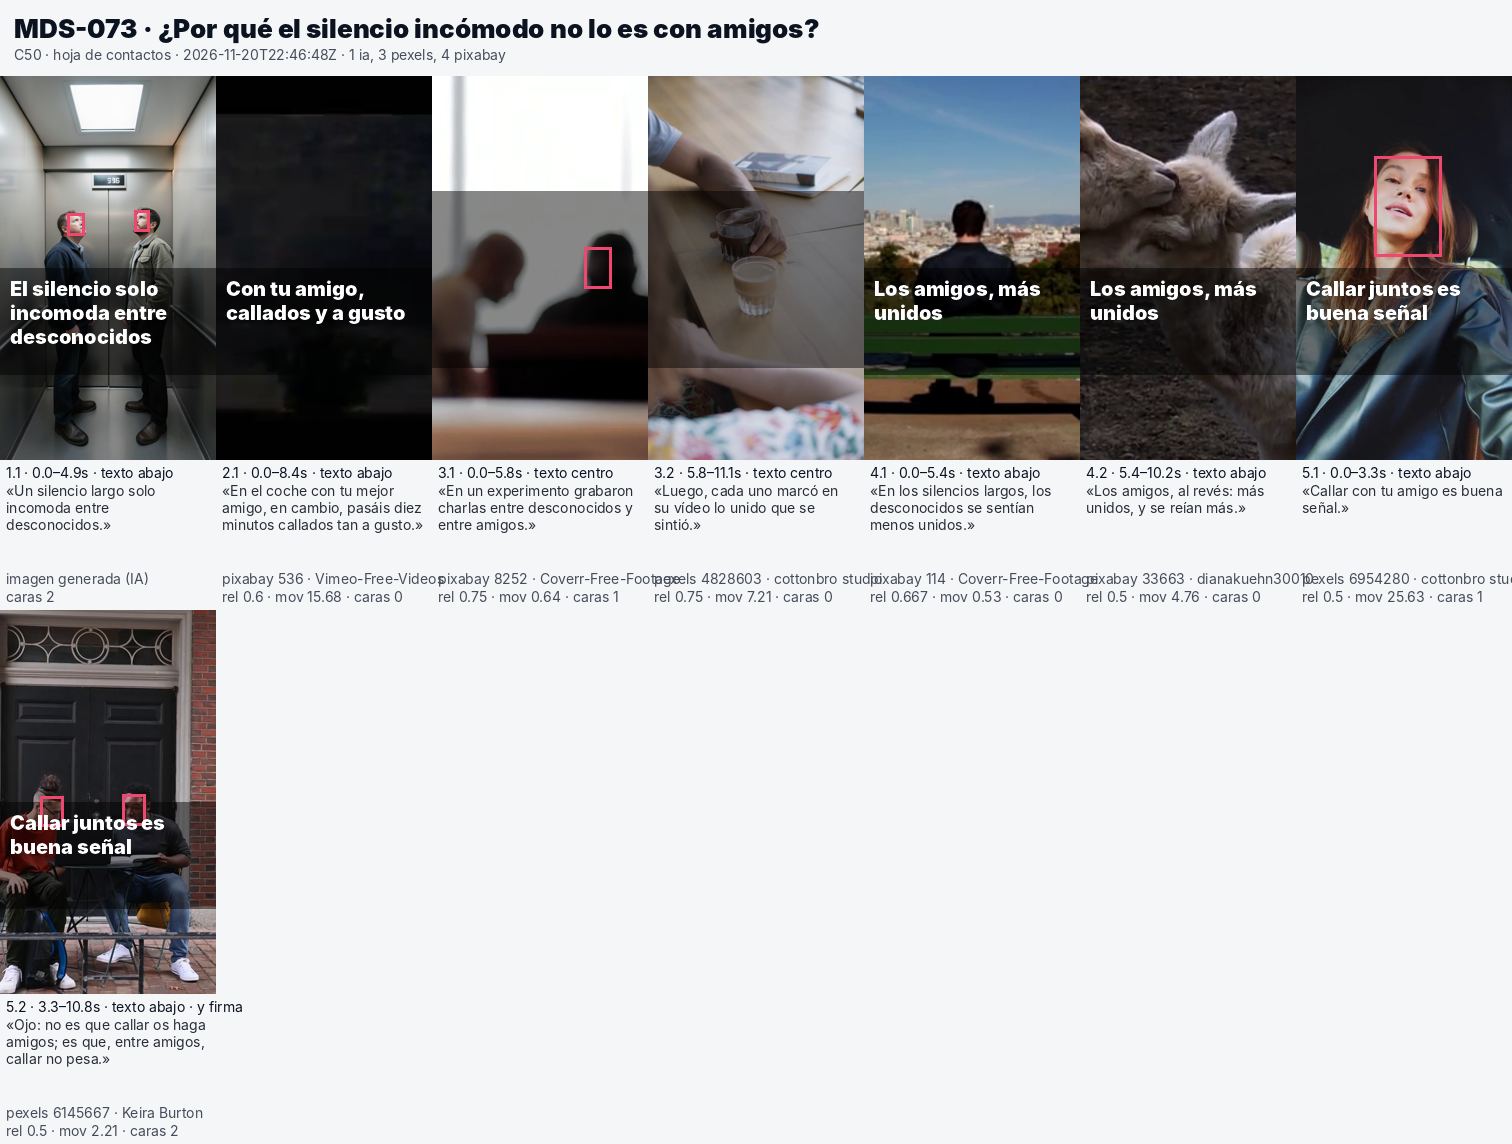 MDS-073 · ¿Por qué el silencio incómodo no lo es con amigos?
C50 · hoja de contactos · 2026-11-20T22:46:48Z · 1 ia, 3 pexels, 4 pixabay
596
El silencio solo
incomoda entre
desconocidos
1.1 · 0.0–4.9s · texto abajo
«Un silencio largo solo
incomoda entre
desconocidos.»
imagen generada (IA)
caras 2
Con tu amigo,
callados y a gusto
2.1 · 0.0–8.4s · texto abajo
«En el coche con tu mejor
amigo, en cambio, pasáis diez
minutos callados tan a gusto.»
pixabay 536 · Vimeo-Free-Videos
rel 0.6 · mov 15.68 · caras 0
3.1 · 0.0–5.8s · texto centro
«En un experimento grabaron
charlas entre desconocidos y
entre amigos.»
pixabay 8252 · Coverr-Free-Footage
rel 0.75 · mov 0.64 · caras 1
3.2 · 5.8–11.1s · texto centro
«Luego, cada uno marcó en
su vídeo lo unido que se
sintió.»
pexels 4828603 · cottonbro studio
rel 0.75 · mov 7.21 · caras 0
Los amigos, más
unidos
4.1 · 0.0–5.4s · texto abajo
«En los silencios largos, los
desconocidos se sentían
menos unidos.»
pixabay 114 · Coverr-Free-Footage
rel 0.667 · mov 0.53 · caras 0
Los amigos, más
unidos
4.2 · 5.4–10.2s · texto abajo
«Los amigos, al revés: más
unidos, y se reían más.»
pixabay 33663 · dianakuehn30010
rel 0.5 · mov 4.76 · caras 0
Callar juntos es
buena señal
5.1 · 0.0–3.3s · texto abajo
«Callar con tu amigo es buena
señal.»
pexels 6954280 · cottonbro
rel 0.5 · mov 25.63 · caras 1
Callar juntos es
buena señal
5.2 · 3.3–10.8s · texto abajo · y firma
«Ojo: no es que callar os haga
amigos; es que, entre amigos,
callar no pesa.»
pexels 6145667 · Keira Burton
rel 0.5 · mov 2.21 · caras 2